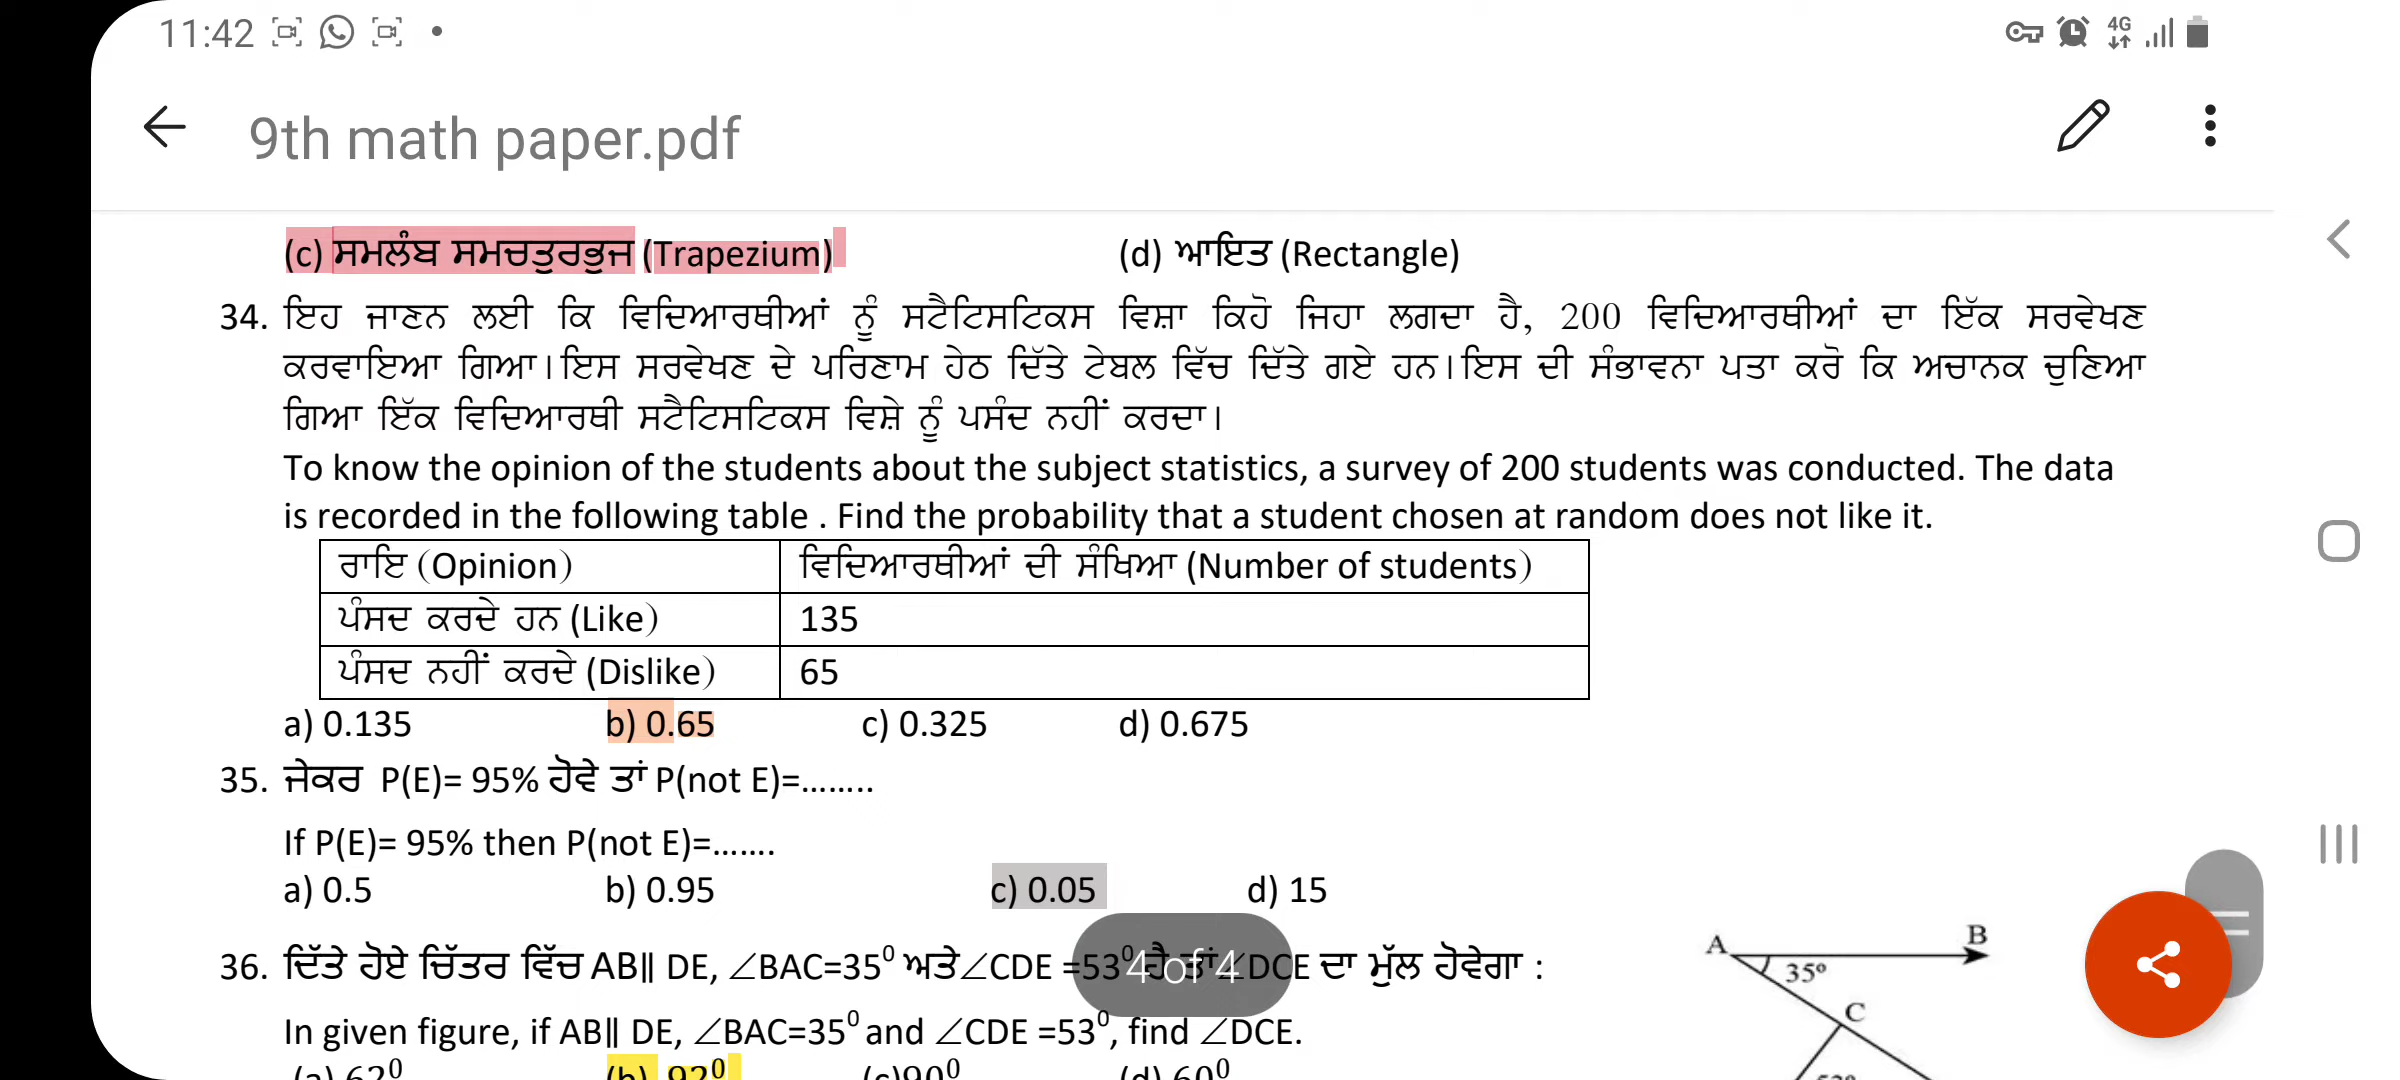 11:42
4G
9th math paper.pdf
(c) ਸਮਲੰਬ ਸਮਚਤੁਰਭੁਜ (Trapezium) (d) ਆਇਤ (Rectangle)
34. ਇਹ ਜਾਣਨ ਲਈ ਕਿ ਵਿਦਿਆਰਥੀਆਂ ਨੂੰ ਸਟੈਟਿਸਟਿਕਸ ਵਿਸ਼ਾ ਕਿਹੋ ਜਿਹਾ ਲਗਦਾ ਹੈ, 200 ਵਿਦਿਆਰਥੀਆਂ ਦਾ ਇੱਕ ਸਰਵੇਖਣ
ਕਰਵਾਇਆ ਗਿਆ।ਇਸ ਸਰਵੇਖਣ ਦੇ ਪਰਿਣਾਮ ਹੇਠ ਦਿੱਤੇ ਟੇਬਲ ਵਿੱਚ ਦਿੱਤੇ ਗਏ ਹਨ।ਇਸ ਦੀ ਸੰਭਾਵਨਾ ਪਤਾ ਕਰੋ ਕਿ ਅਚਾਨਕ ਚੁਣਿਆ
ਗਿਆ ਇੱਕ ਵਿਦਿਆਰਥੀ ਸਟੈਟਿਸਟਿਕਸ ਵਿਸ਼ੇ ਨੂੰ ਪਸੰਦ ਨਹੀਂ ਕਰਦਾ।
To know the opinion of the students about the subject statistics, a survey of 200 students was conducted. The data
is recorded in the following table . Find the probability that a student chosen at random does not like it.
ਰਾਇ (Opinion) ਵਿਦਿਆਰਥੀਆਂ ਦੀ ਸੰਖਿਆ (Number of students)
ਪੰਸਦ ਕਰਦੇ ਹਨ (Like) 135
ਪੰਸਦ ਨਹੀਂ ਕਰਦੇ (Dislike) 65
a) 0.135 b) 0.65 c) 0.325 d) 0.675
35. ਜੇਕਰ P(E)= 95% ਹੋਵੇ ਤਾਂ P(not E)=........
If P(E)= 95% then P(not E)=.......
a) 0.5 b) 0.95 c) 0.05 d) 15
36. ਦਿੱਤੇ ਹੋਏ ਚਿੱਤਰ ਵਿੱਚ AB|| DE, ∠BAC=35⁰ ਅਤੇ∠CDE =53⁰ ਹੈ ਤਾਂ ∠DCE ਦਾ ਮੁੱਲ ਹੋਵੇਗਾ :
4 of 4
In given figure, if AB|| DE, ∠BAC=35⁰ and ∠CDE =53⁰, find ∠DCE.
(a) 62⁰ (b) 92⁰ (c)90⁰ (d) 60⁰
A B
35º
C
53º